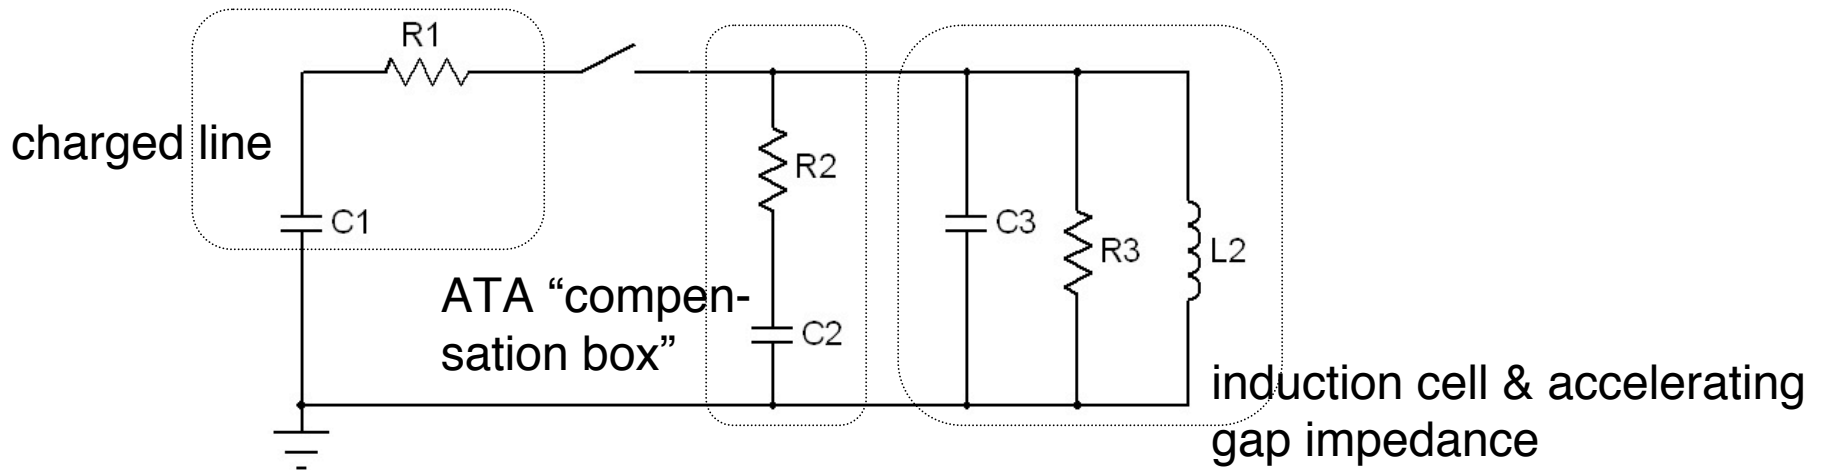 R1
charged line
R2
C1
C3
R3
L2
ATA “compen-
sation box”
C2
induction cell & accelerating
gap impedance